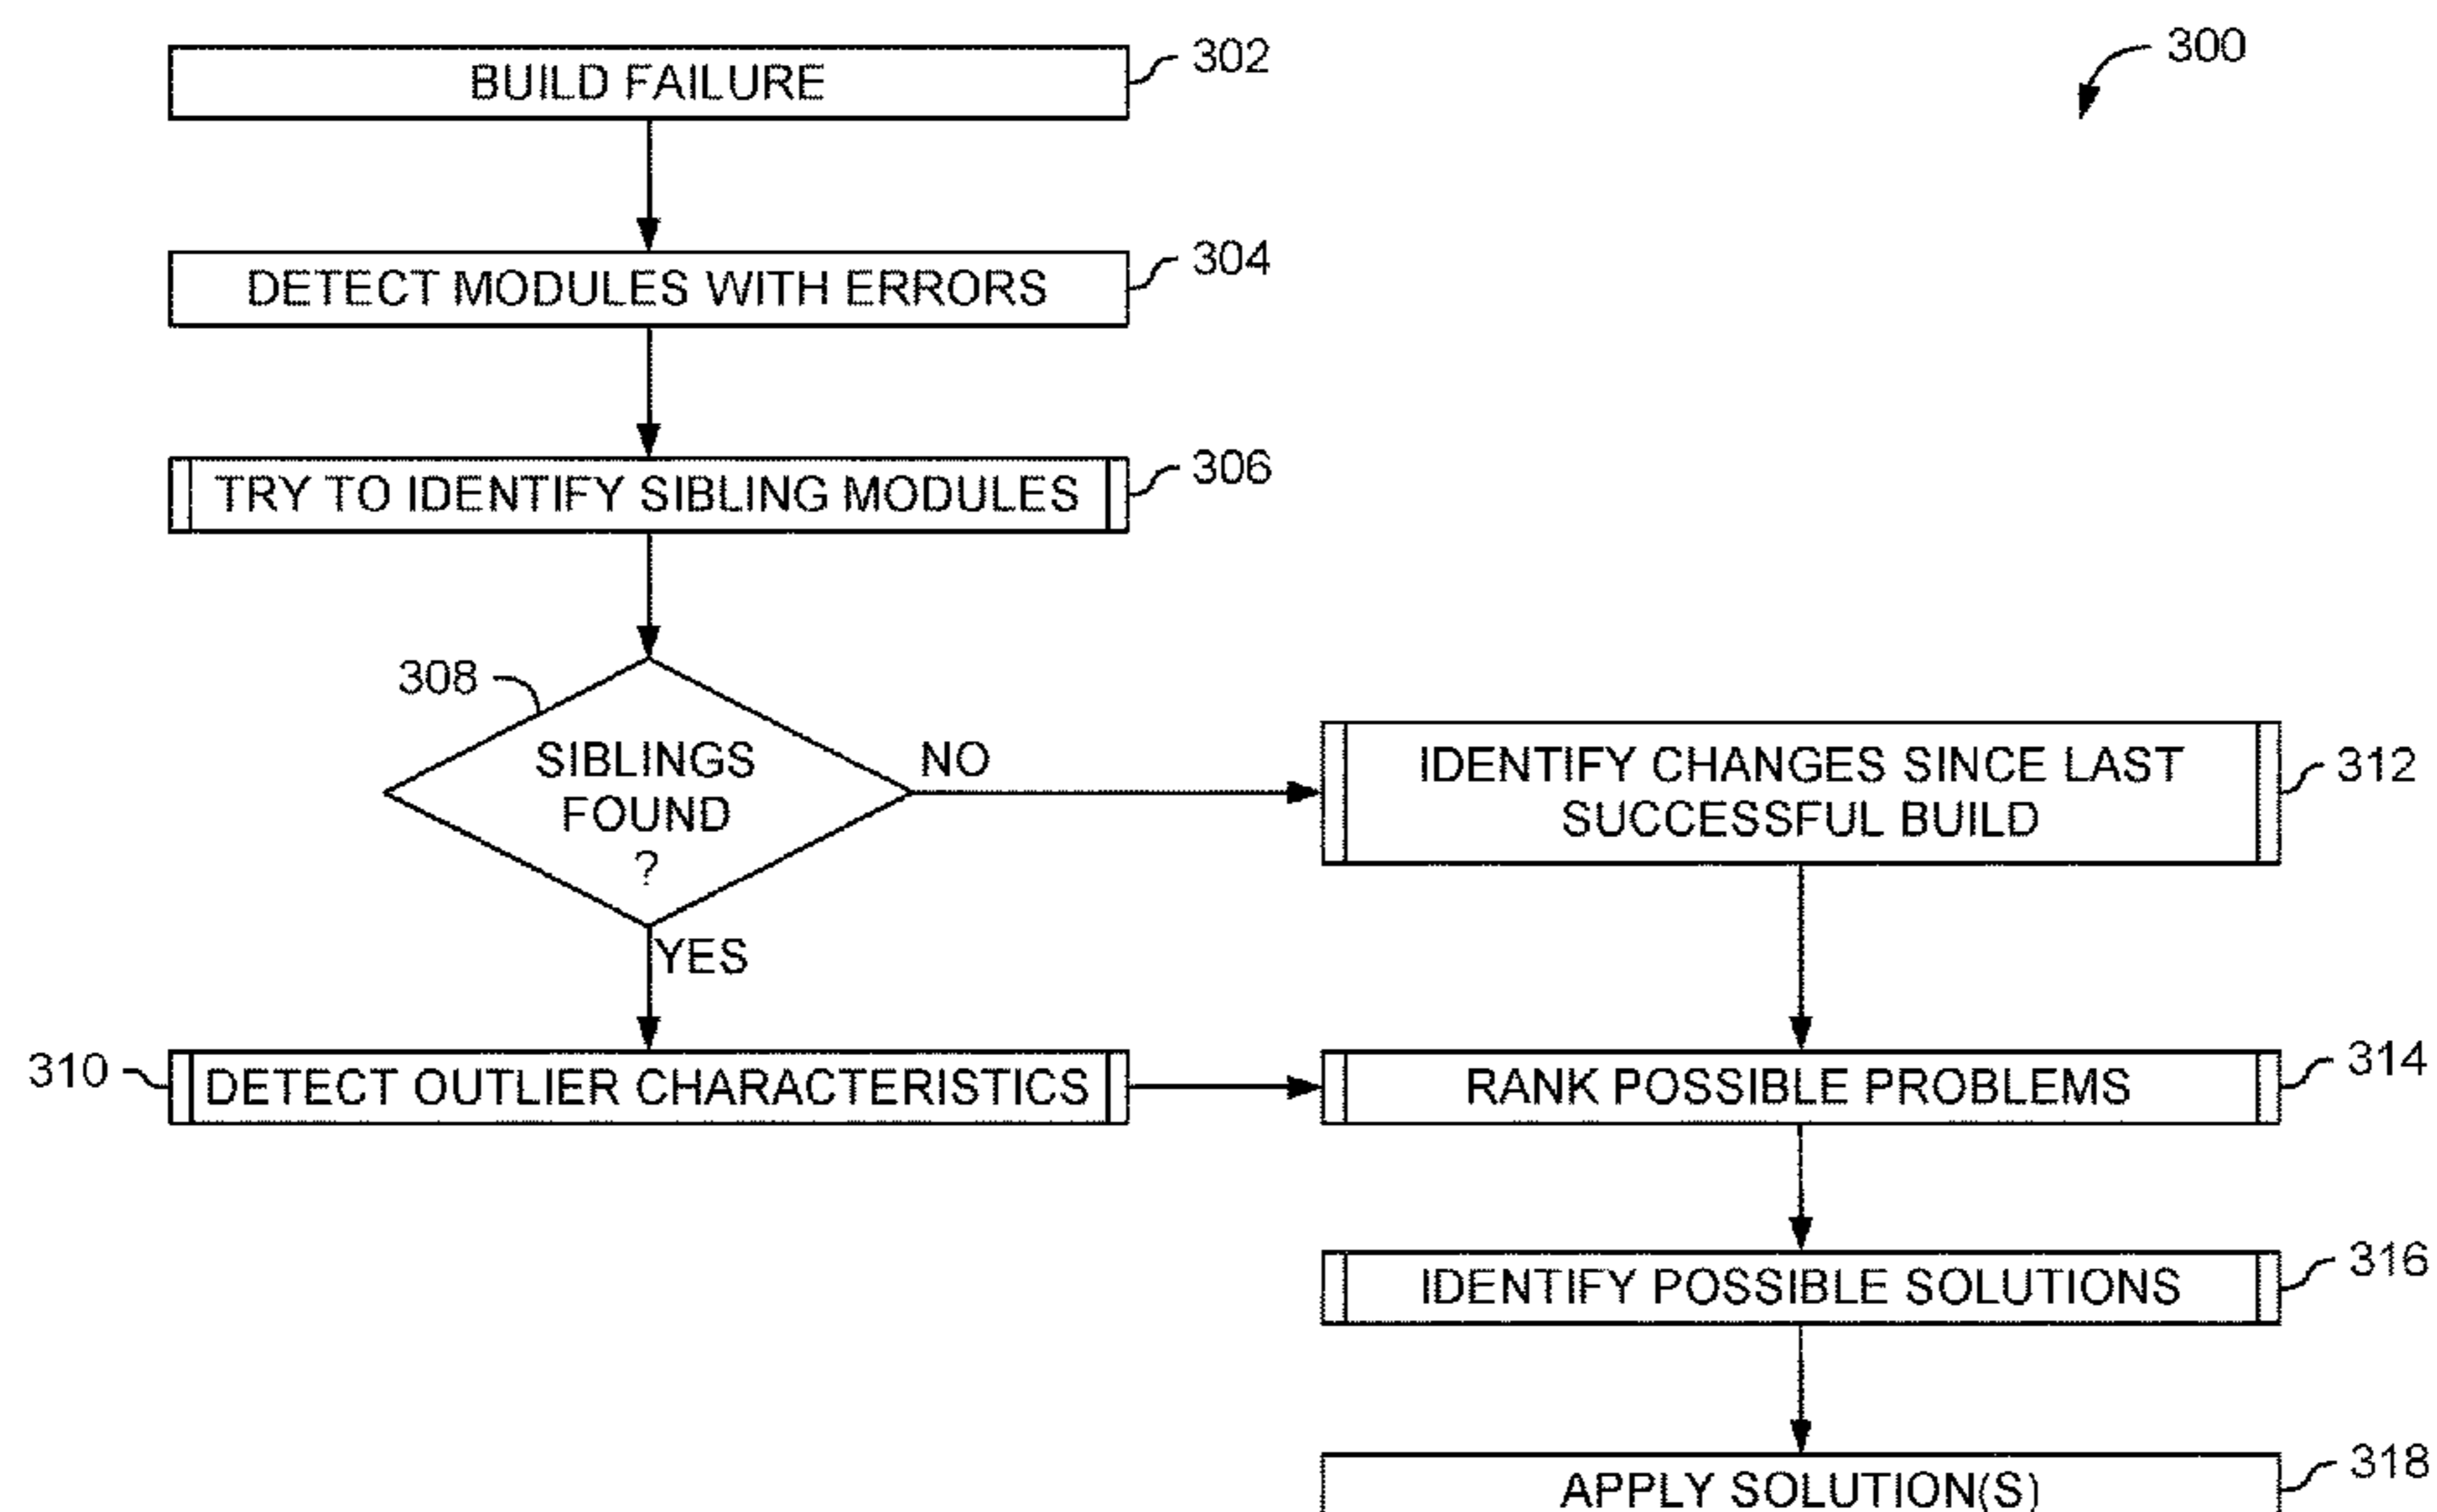 300
BUILD FAILURE
302
DETECT MODULES WITH ERRORS
304
TRY TO IDENTIFY SIBLING MODULES
306
308
SIBLINGS
FOUND
?
NO
YES
IDENTIFY CHANGES SINCE LAST
SUCCESSFUL BUILD
312
310
DETECT OUTLIER CHARACTERISTICS
RANK POSSIBLE PROBLEMS
314
IDENTIFY POSSIBLE SOLUTIONS
316
APPLY SOLUTION(S)
318